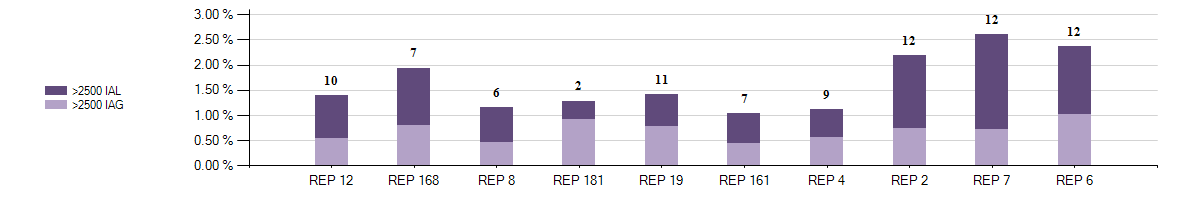 3.00 %
2.50 %
2.00 %
1.50 %
1.00 %
0.50 %
0.00 %
>2500 IAL
>2500 IAG
10
7
6
2
11
7
9
12
12
12
REP 12
REP 168
REP 8
REP 181
REP 19
REP 161
REP 4
REP 2
REP 7
REP 6